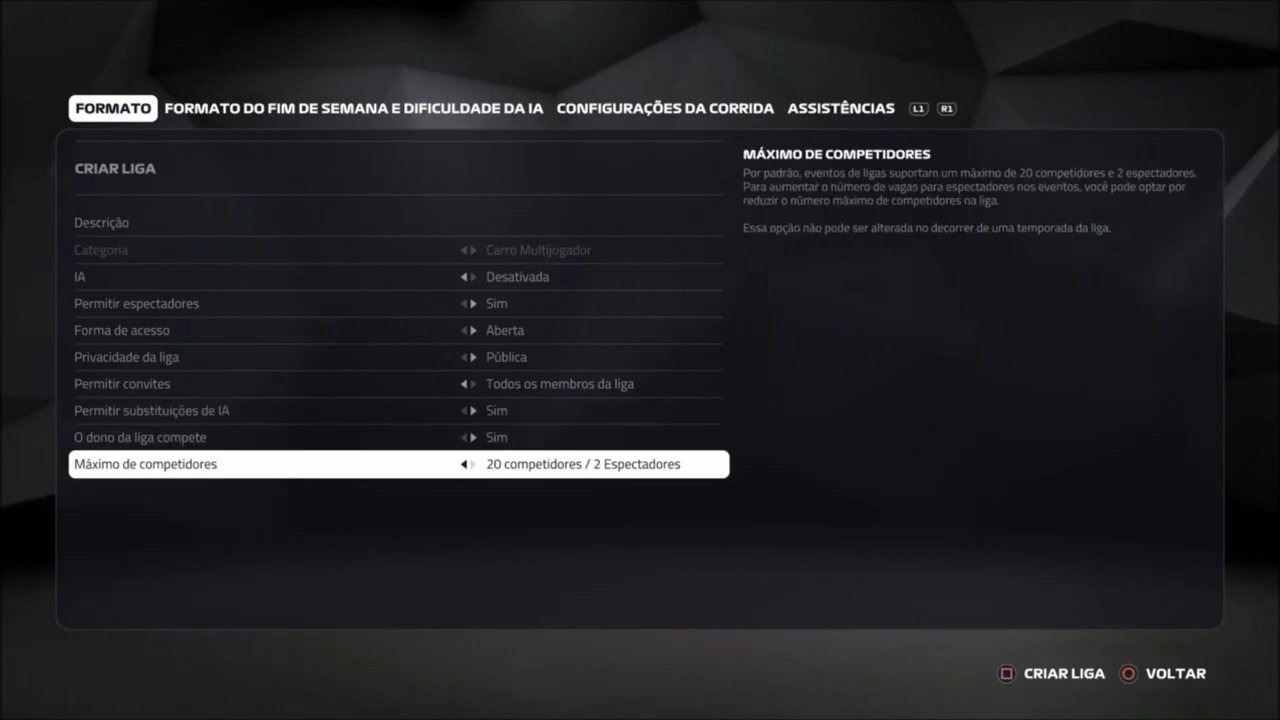 FORMATO FORMATO DO FIM DE SEMANA E DIFICULDADE DA IA CONFIGURAÇÕES DA CORRIDA ASSISTÊNCIAS L1 R1
CRIAR LIGA
Descrição
Categoria Carro Multijogador
IA Desativada
Permitir espectadores Sim
Forma de acesso Aberta
Privacidade da liga Pública
Permitir convites Todos os membros da liga
Permitir substituições de IA Sim
O dono da liga compete Sim
Máximo de competidores 20 competidores / 2 Espectadores
MÁXIMO DE COMPETIDORES
Por padrão, eventos de ligas suportam um máximo de 20 competidores e 2 espectadores.
Para aumentar o número de vagas para espectadores nos eventos, você pode optar por
reduzir o número máximo de competidores na liga.
Essa opção não pode ser alterada no decorrer de uma temporada da liga.
CRIAR LIGA VOLTAR